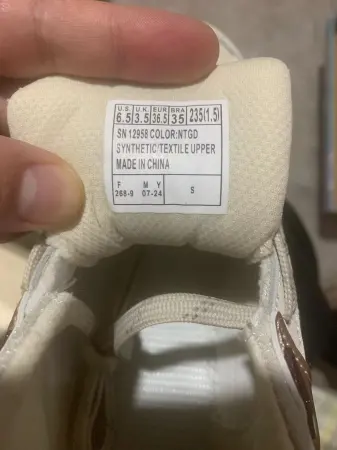 U.S. U.K. EUR BRA
6.5 3.5 36.5 35 235(1.5)
SN 12958 COLOR:NTGD
SYNTHETIC/TEXTILE UPPER
MADE IN CHINA
F M Y S
268-9 07-24